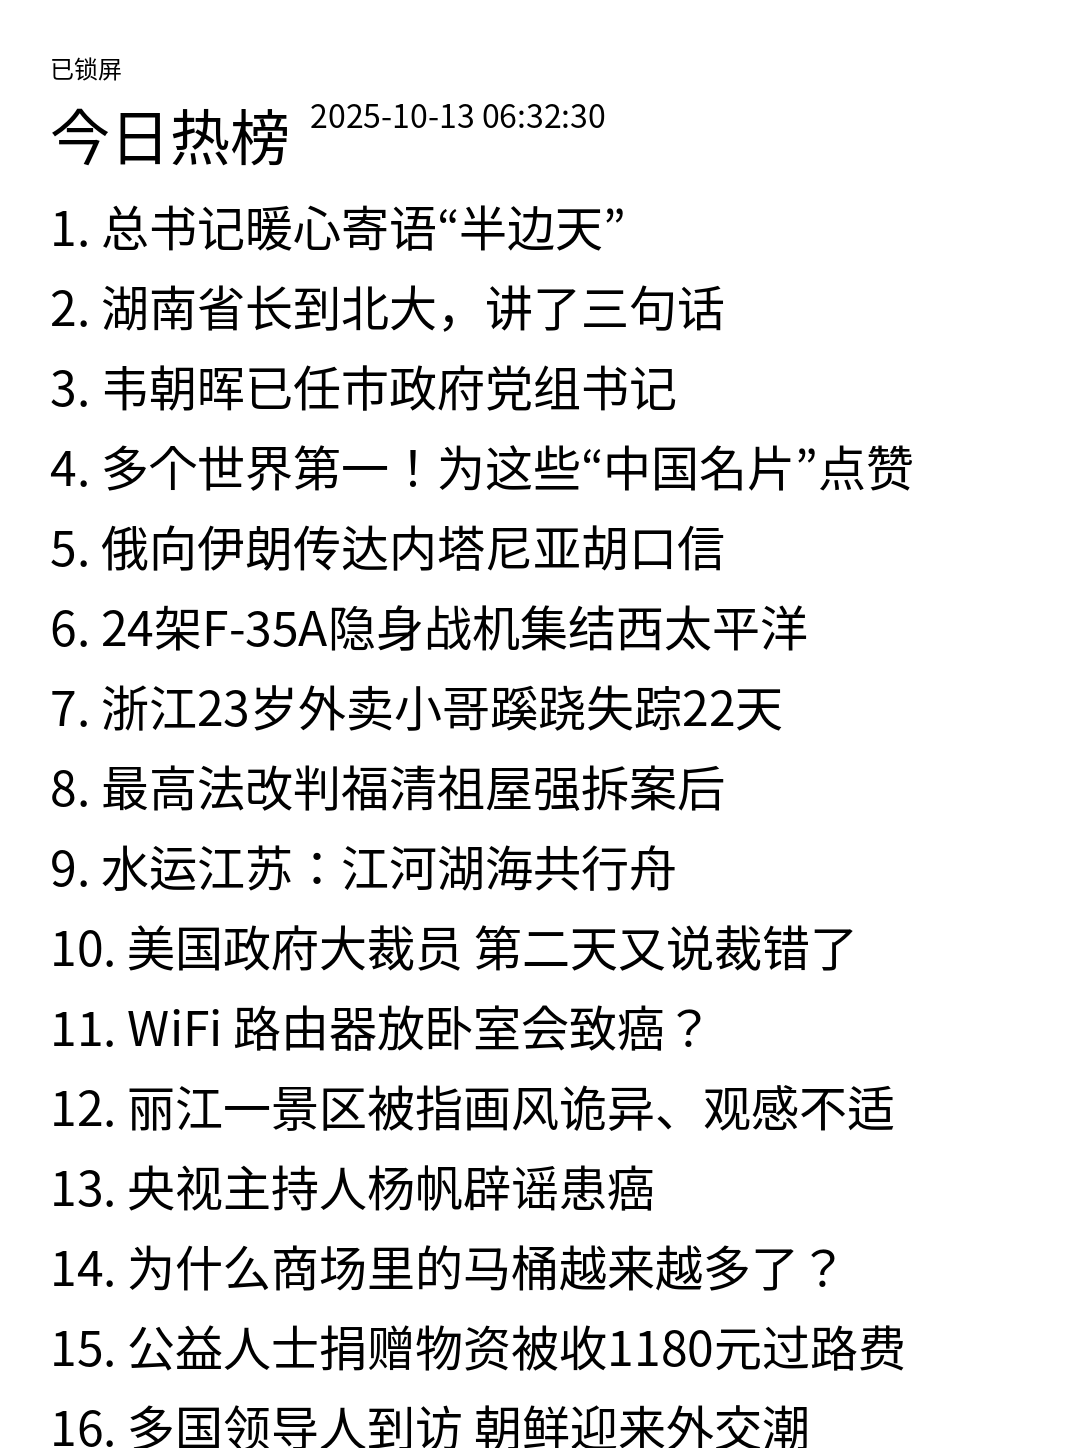 已锁屏
今日热榜 2025-10-13 06:32:30
1. 总书记暖心寄语“半边天”
2. 湖南省长到北大，讲了三句话
3. 韦朝晖已任市政府党组书记
4. 多个世界第一！为这些“中国名片”点赞
5. 俄向伊朗传达内塔尼亚胡口信
6. 24架F-35A隐身战机集结西太平洋
7. 浙江23岁外卖小哥蹊跷失踪22天
8. 最高法改判福清祖屋强拆案后
9. 水运江苏：江河湖海共行舟
10. 美国政府大裁员 第二天又说裁错了
11. WiFi 路由器放卧室会致癌？
12. 丽江一景区被指画风诡异、观感不适
13. 央视主持人杨帆辟谣患癌
14. 为什么商场里的马桶越来越多了？
15. 公益人士捐赠物资被收1180元过路费
16. 多国领导人到访 朝鲜迎来外交潮